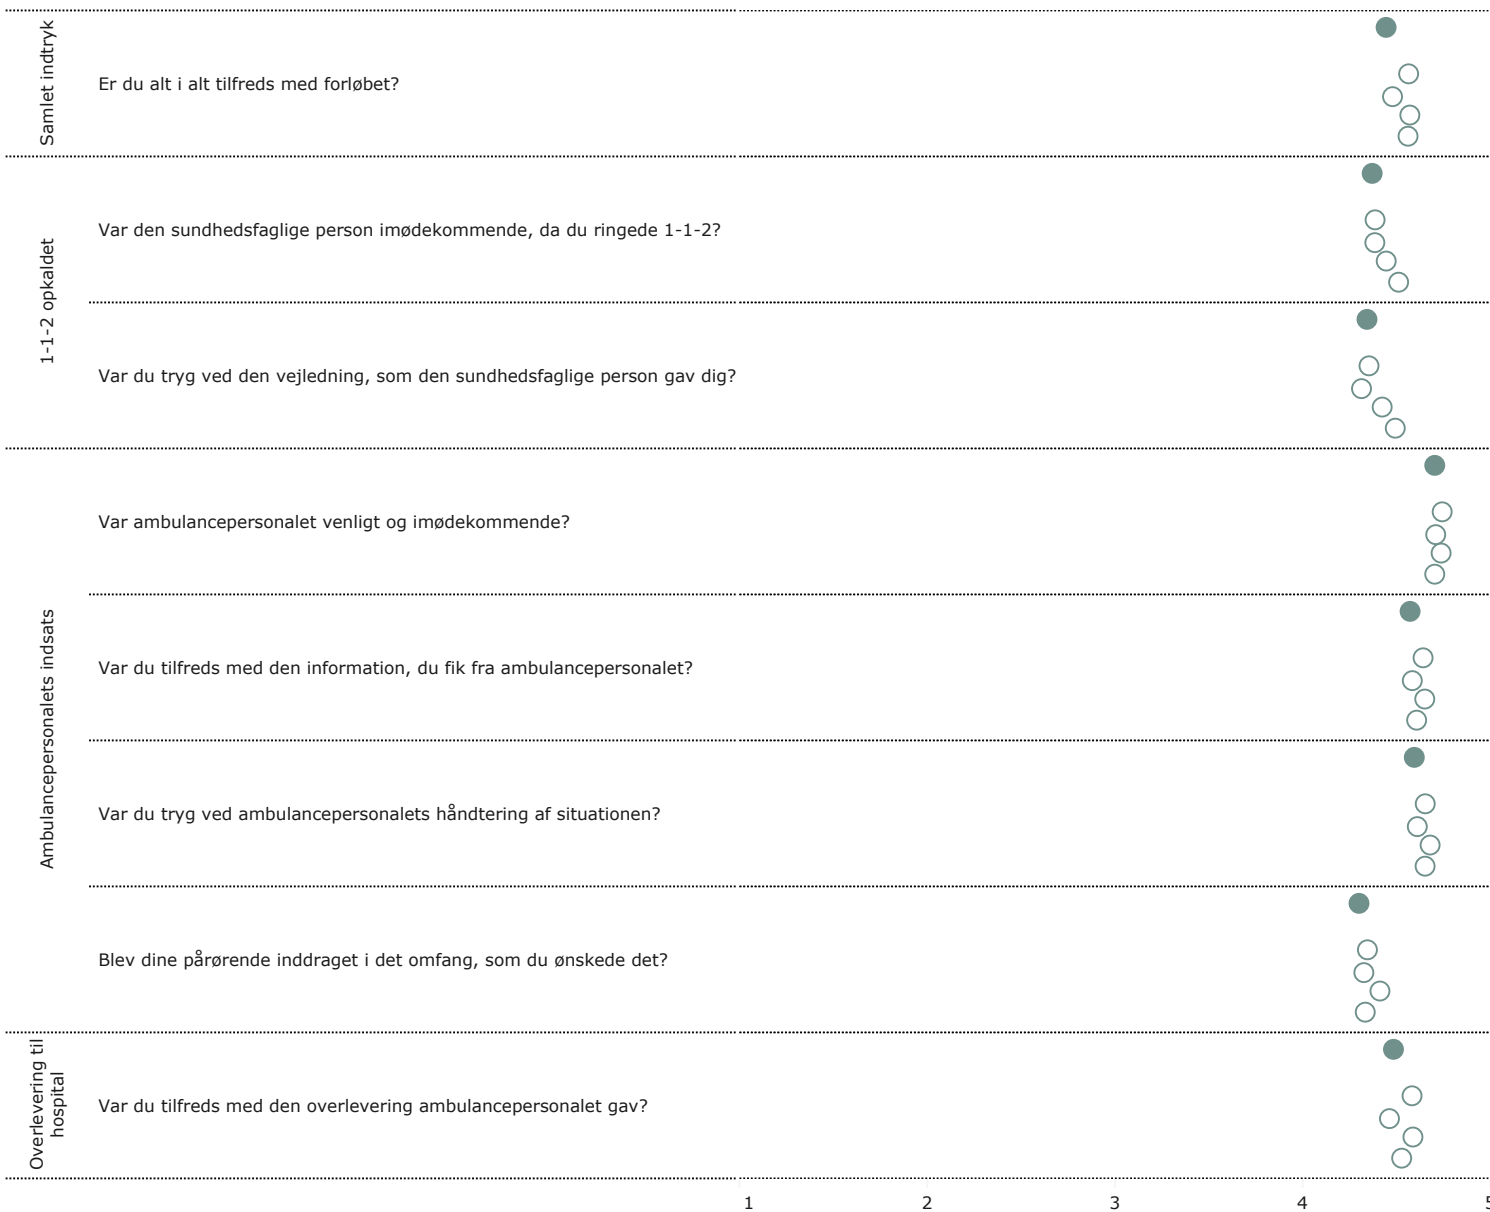 Samlet indtryk
Er du alt i alt tilfreds med forløbet?
1-1-2 opkaldet
Var den sundhedsfaglige person imødekommende, da du ringede 1-1-2?
Var du tryg ved den vejledning, som den sundhedsfaglige person gav dig?
Ambulancepersonalets indsats
Var ambulancepersonalet venligt og imødekommende?
Var du tilfreds med den information, du fik fra ambulancepersonalet?
Var du tryg ved ambulancepersonalets håndtering af situationen?
Blev dine pårørende inddraget i det omfang, som du ønskede det?
Overlevering til
hospital
Var du tilfreds med den overlevering ambulancepersonalet gav?
1 2 3 4 5